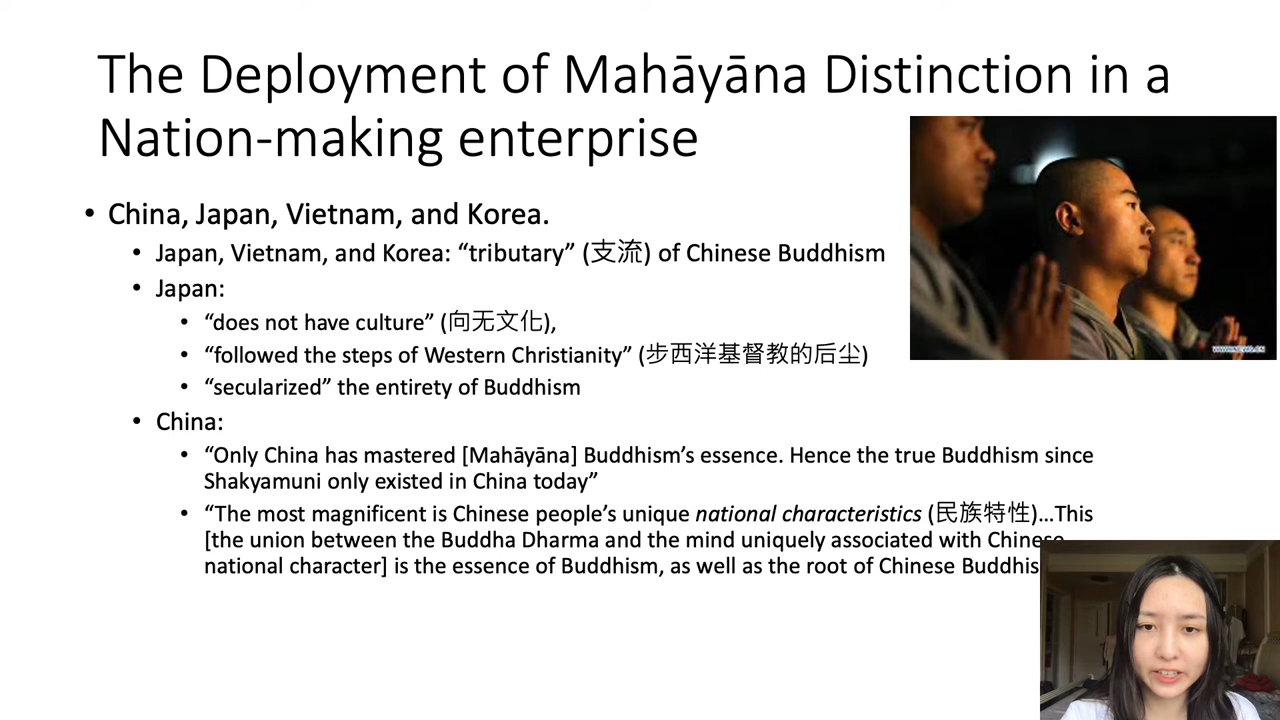 The Deployment of Mahāyāna Distinction in a
Nation-making enterprise
• China, Japan, Vietnam, and Korea.
• Japan, Vietnam, and Korea: “tributary” (支流) of Chinese Buddhism
• Japan:
• “does not have culture” (向无文化),
• “followed the steps of Western Christianity” (步西洋基督教的后尘)
• “secularized” the entirety of Buddhism
• China:
• “Only China has mastered [Mahāyāna] Buddhism’s essence. Hence the true Buddhism since
Shakyamuni only existed in China today”
• “The most magnificent is Chinese people’s unique national characteristics (民族特性)…This
[the union between the Buddha Dharma and the mind uniquely associated with Chinese
national character] is the essence of Buddhism, as well as the root of Chinese Buddhis